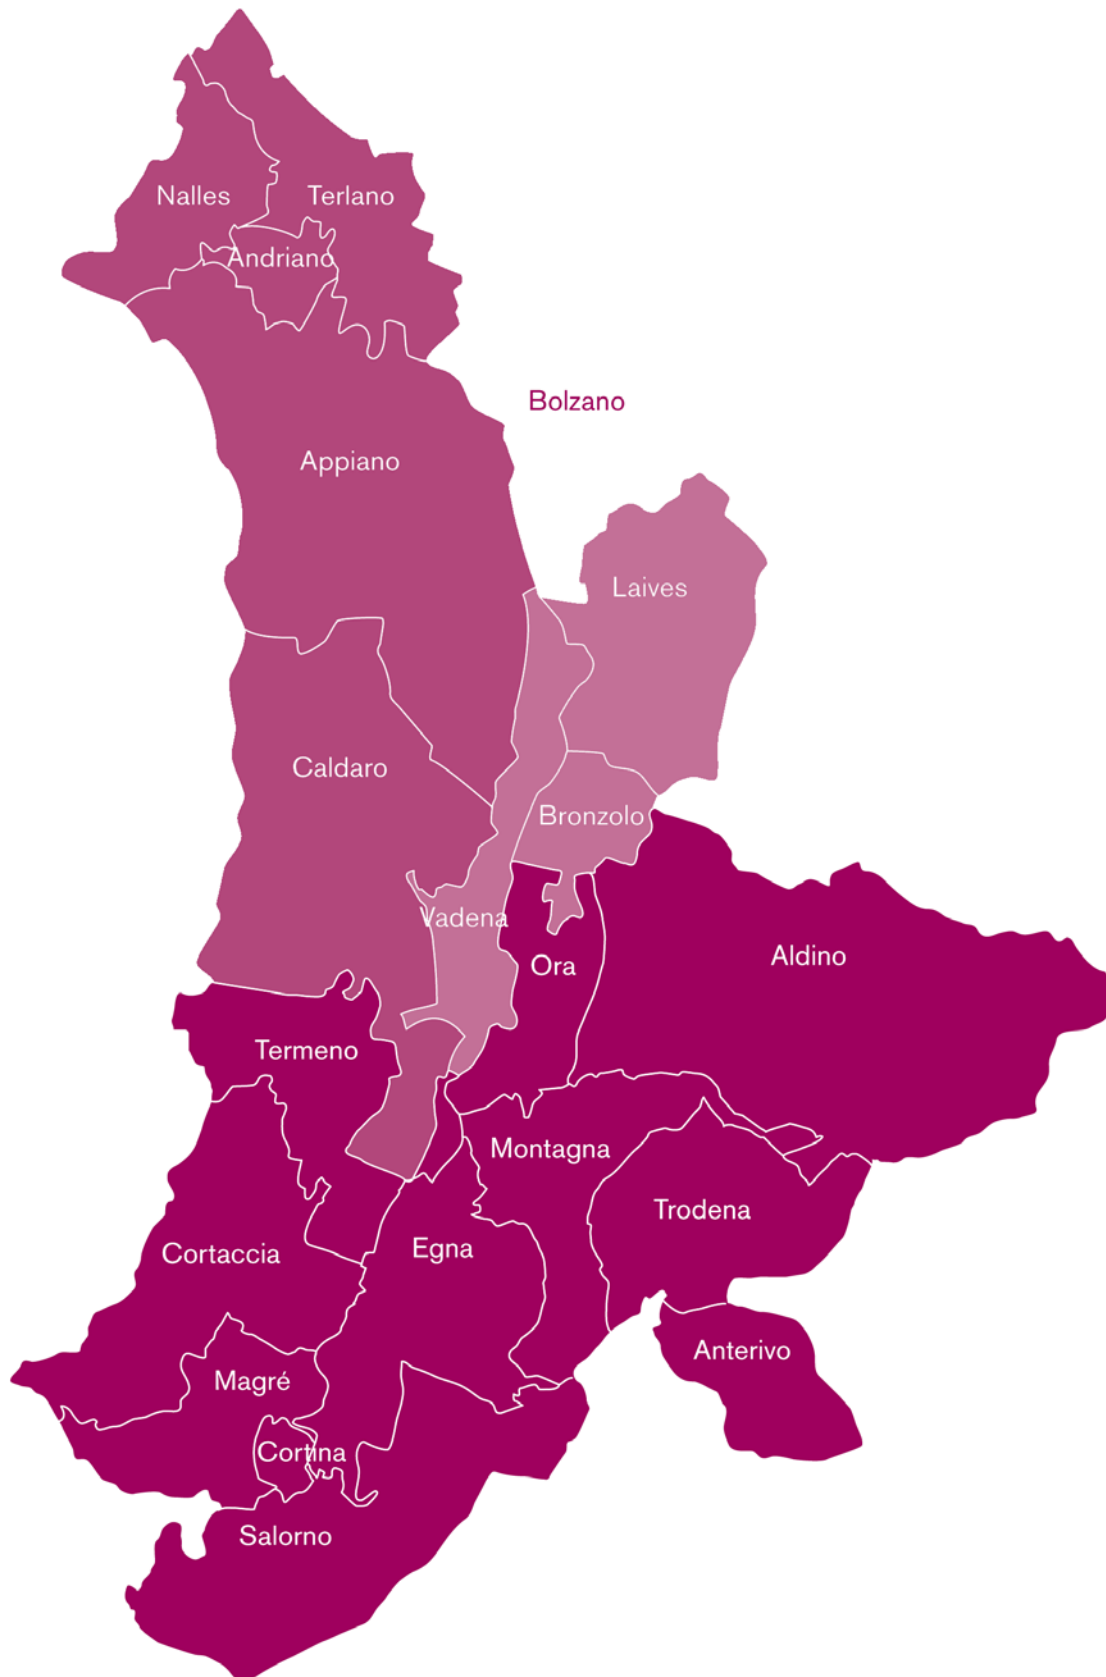 Nalles
Terlano
Andriano
Bolzano
Appiano
Laives
Caldaro
Bronzolo
Vadena
Aldino
Ora
Termeno
Montagna
Trodena
Egna
Cortaccia
Anterivo
Magré
Cortina
Salorno